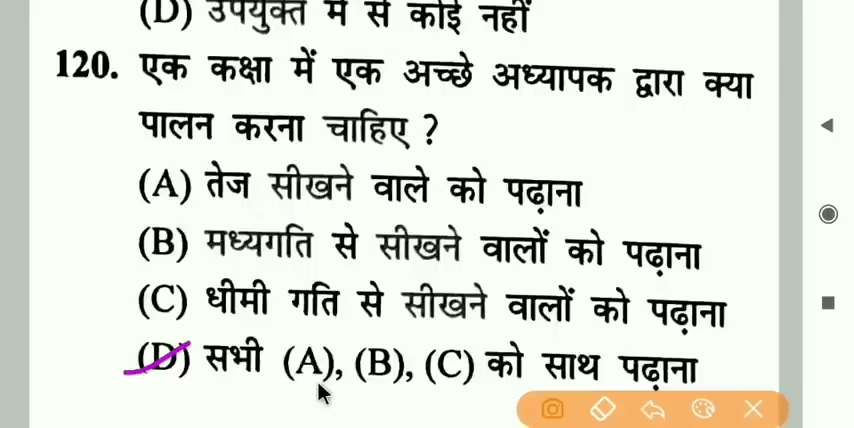 (D) उपर्युक्त में से कोई नहीं
120. एक कक्षा में एक अच्छे अध्यापक द्वारा क्या
पालन करना चाहिए ?
(A) तेज सीखने वाले को पढ़ाना
(B) मध्यगति से सीखने वालों को पढ़ाना
(C) धीमी गति से सीखने वालों को पढ़ाना
(D) सभी (A), (B), (C) को साथ पढ़ाना